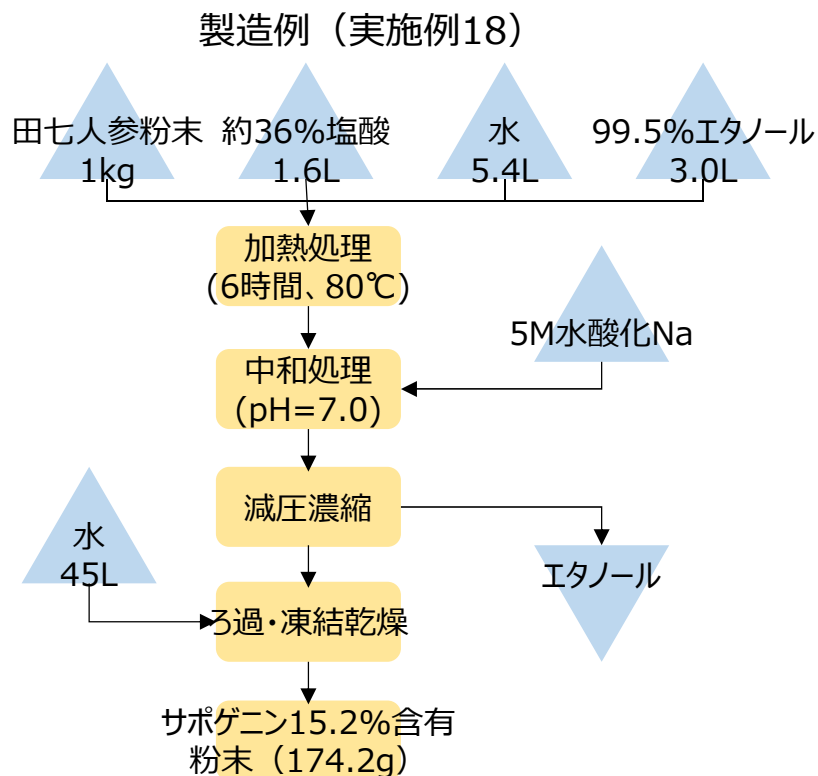 製造例（実施例18）
田七人参粉末
1kg
約36%塩酸
1.6L
水
5.4L
99.5%エタノール
3.0L
加熱処理
(6時間、80℃)
5M水酸化Na
中和処理
(pH=7.0)
減圧濃縮
水
45L
エタノール
ろ過・凍結乾燥
サポゲニン15.2%含有
粉末（174.2g）